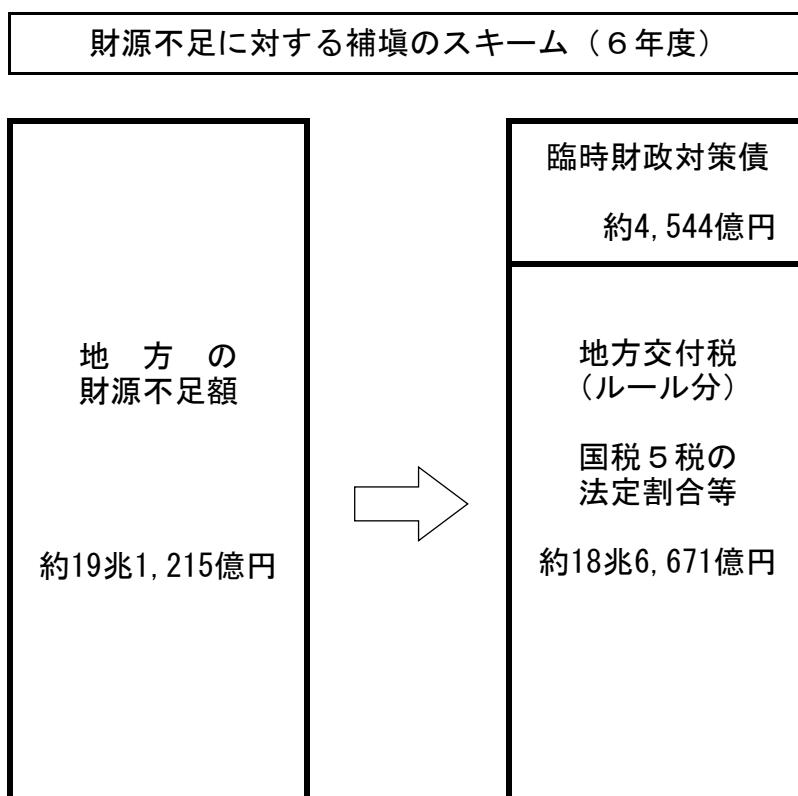 財源不足に対する補塡のスキーム（６年度）
地　方　の
財源不足額
約19兆1,215億円
臨時財政対策債
約4,544億円
地方交付税
（ルール分）
国税５税の
法定割合等
約18兆6,671億円